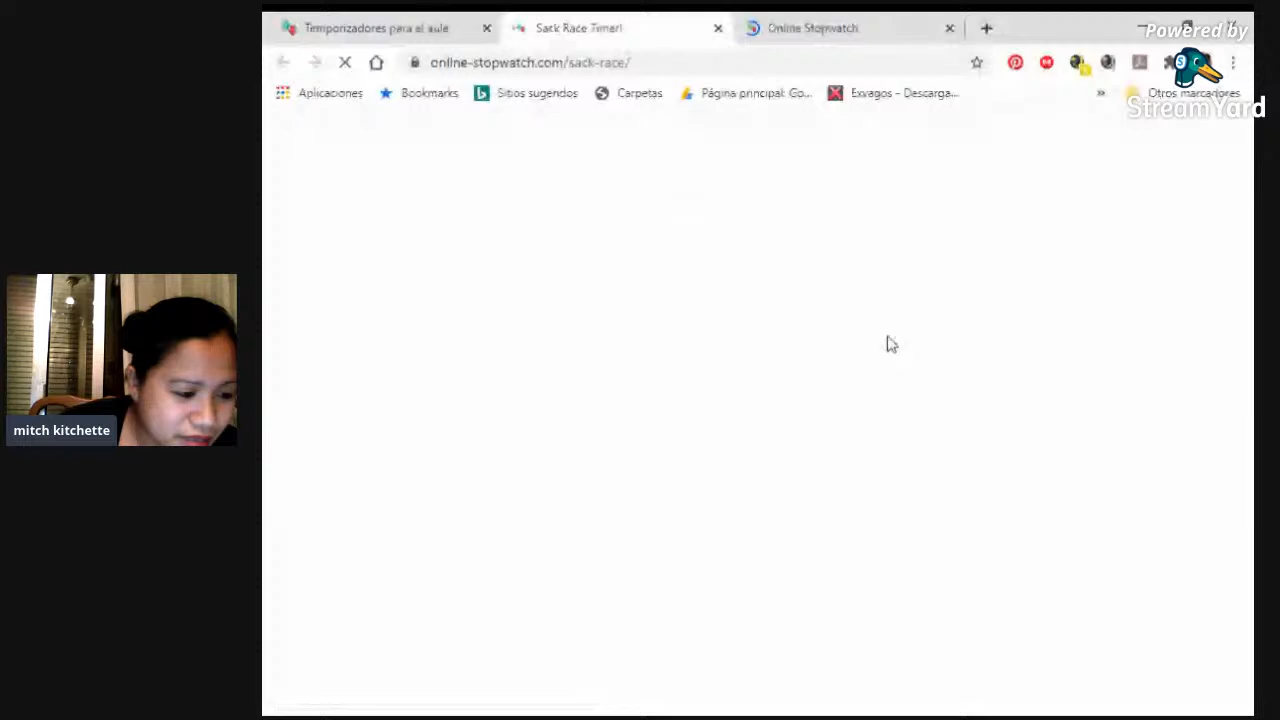 Temporizadores para el aule
Sack Race Timer!
Online Stopwatch
Powered by
online-stopwatch.com/sack-race/
StreamYard
Aplicaciones
Bookmarks
Sitios sugeridos
Carpetas
Página principal: Go...
Exvagos - Descarga...
»
Otros marcadores
mitch kitchette